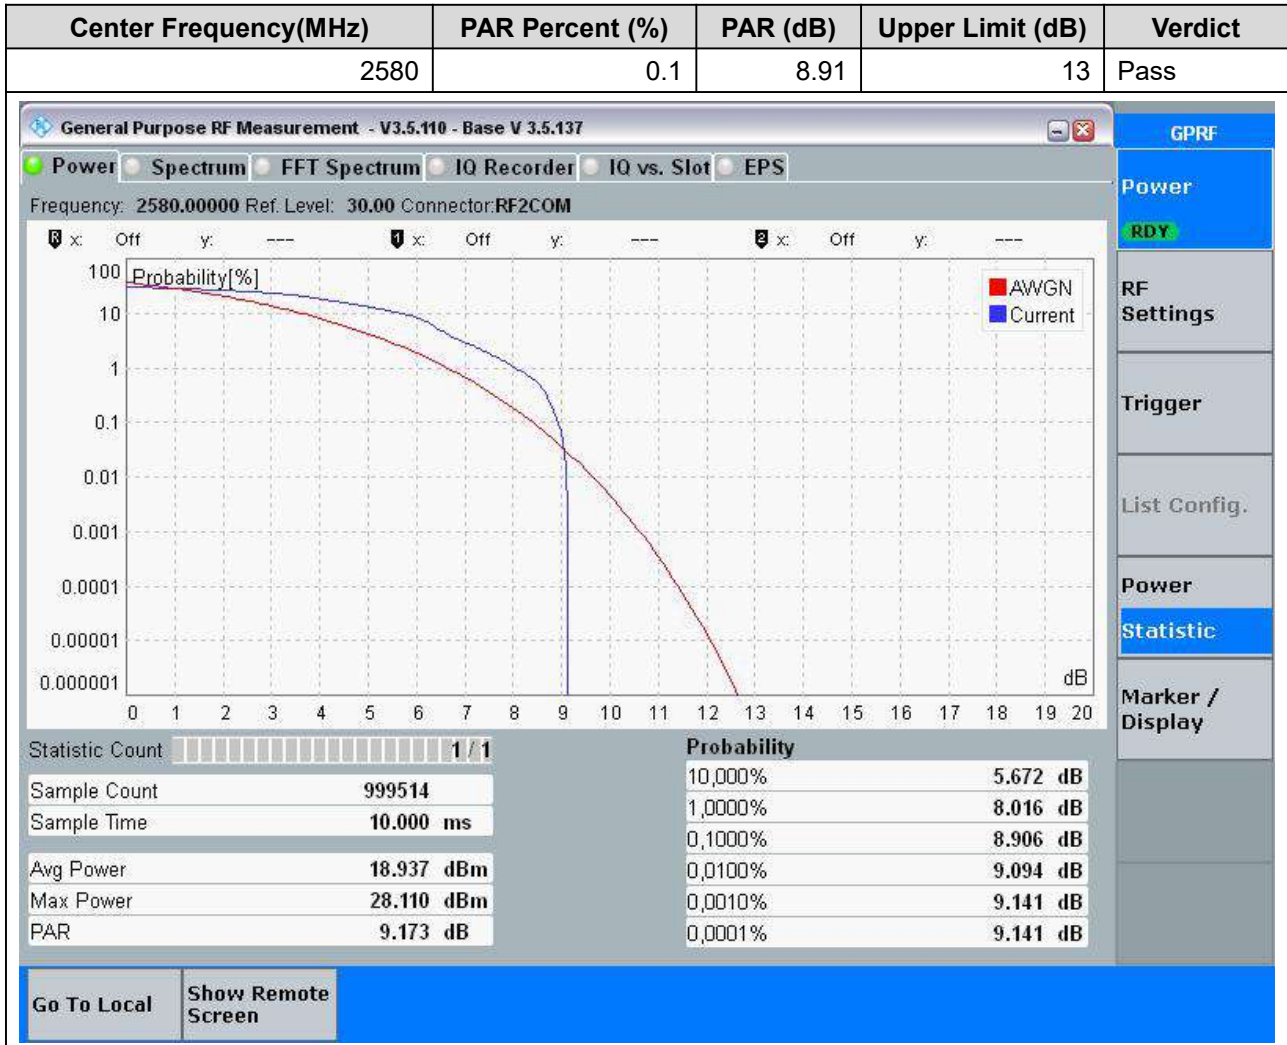 Center Frequency(MHz) PAR Percent (%) PAR (dB) Upper Limit (dB) Verdict
2580 0.1 8.91 13 Pass
General Purpose RF Measurement - V3.5.110 - Base V 3.5.137
GPRF
Power Spectrum FFT Spectrum IQ Recorder IQ vs. Slot EPS
Frequency: 2580.00000 Ref. Level: 30.00 Connector:RF2COM
R x: Off y: --- 1 x: Off y: --- 2 x: Off y: ---
Probability[%]
AWGN
Current
100
10
1
0.1
0.01
0.001
0.0001
0.00001
0.000001
dB
0 1 2 3 4 5 6 7 8 9 10 11 12 13 14 15 16 17 18 19 20
Statistic Count 1 / 1
Sample Count 999514
Sample Time 10.000 ms
Avg Power 18.937 dBm
Max Power 28.110 dBm
PAR 9.173 dB
Probability
10,000% 5.672 dB
1,0000% 8.016 dB
0,1000% 8.906 dB
0,0100% 9.094 dB
0,0010% 9.141 dB
0,0001% 9.141 dB
Power
RDY
RF
Settings
Trigger
List Config.
Power
Statistic
Marker /
Display
Go To Local
Show Remote
Screen